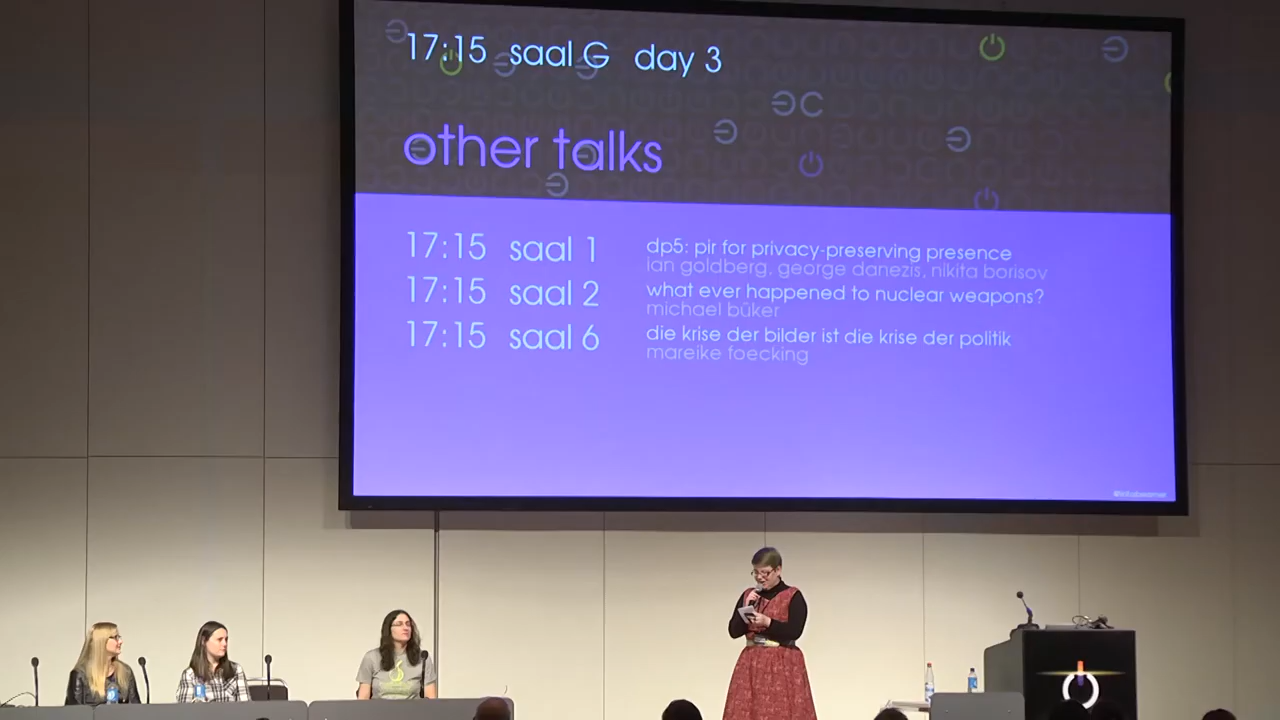 17:15 saal G day 3
other talks
17:15 saal 1 dp5: pir for privacy-preserving presence
ian goldberg, george danezis, nikita borisov
17:15 saal 2 what ever happened to nuclear weapons?
michael büker
17:15 saal 6 die krise der bilder ist die krise der politik
mareike foecking